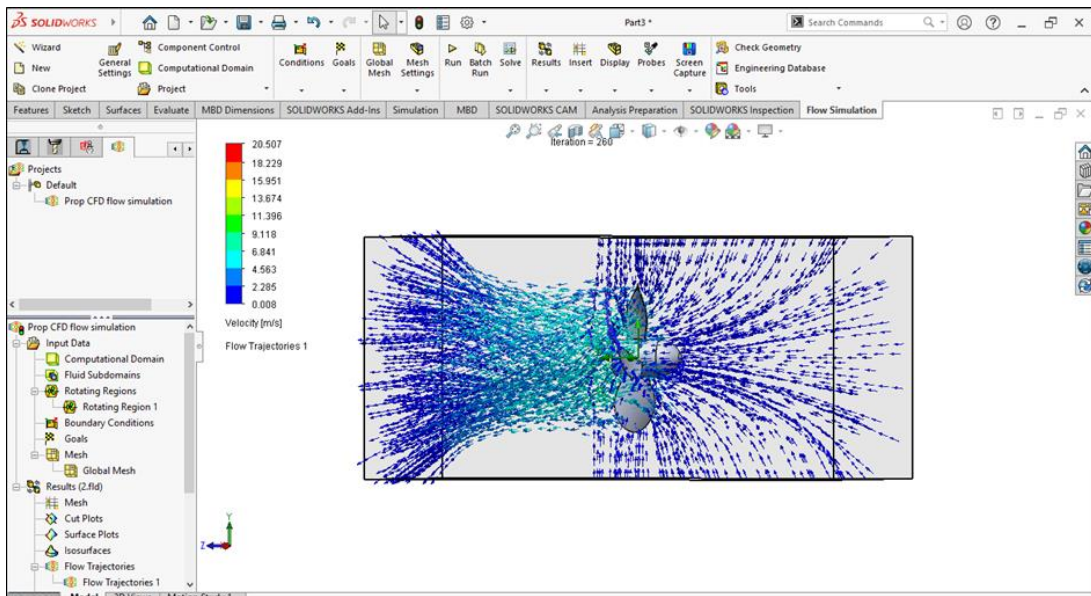 SOLIDWORKS
Part3 *
Search Commands
Wizard
New
Clone Project
General Settings
Component Control
Computational Domain
Project
Conditions
Goals
Global Mesh
Mesh Settings
Run
Batch Run
Solve
Results
Insert
Display
Probes
Screen Capture
Check Geometry
Engineering Database
Tools
Features
Sketch
Surfaces
Evaluate
MBD Dimensions
SOLIDWORKS Add-Ins
Simulation
MBD
SOLIDWORKS CAM
Analysis Preparation
SOLIDWORKS Inspection
Flow Simulation
Iteration = 260
Projects
Default
Prop CFD flow simulation
20.507
18.229
15.951
13.674
11.396
9.118
6.841
4.563
2.285
0.008
Velocity [m/s]
Flow Trajectories 1
Prop CFD flow simulation
Input Data
Computational Domain
Fluid Subdomains
Rotating Regions
Rotating Region 1
Boundary Conditions
Goals
Mesh
Global Mesh
Results (2.fld)
Mesh
Cut Plots
Surface Plots
Isosurfaces
Flow Trajectories
Flow Trajectories 1
Y
Z
Model